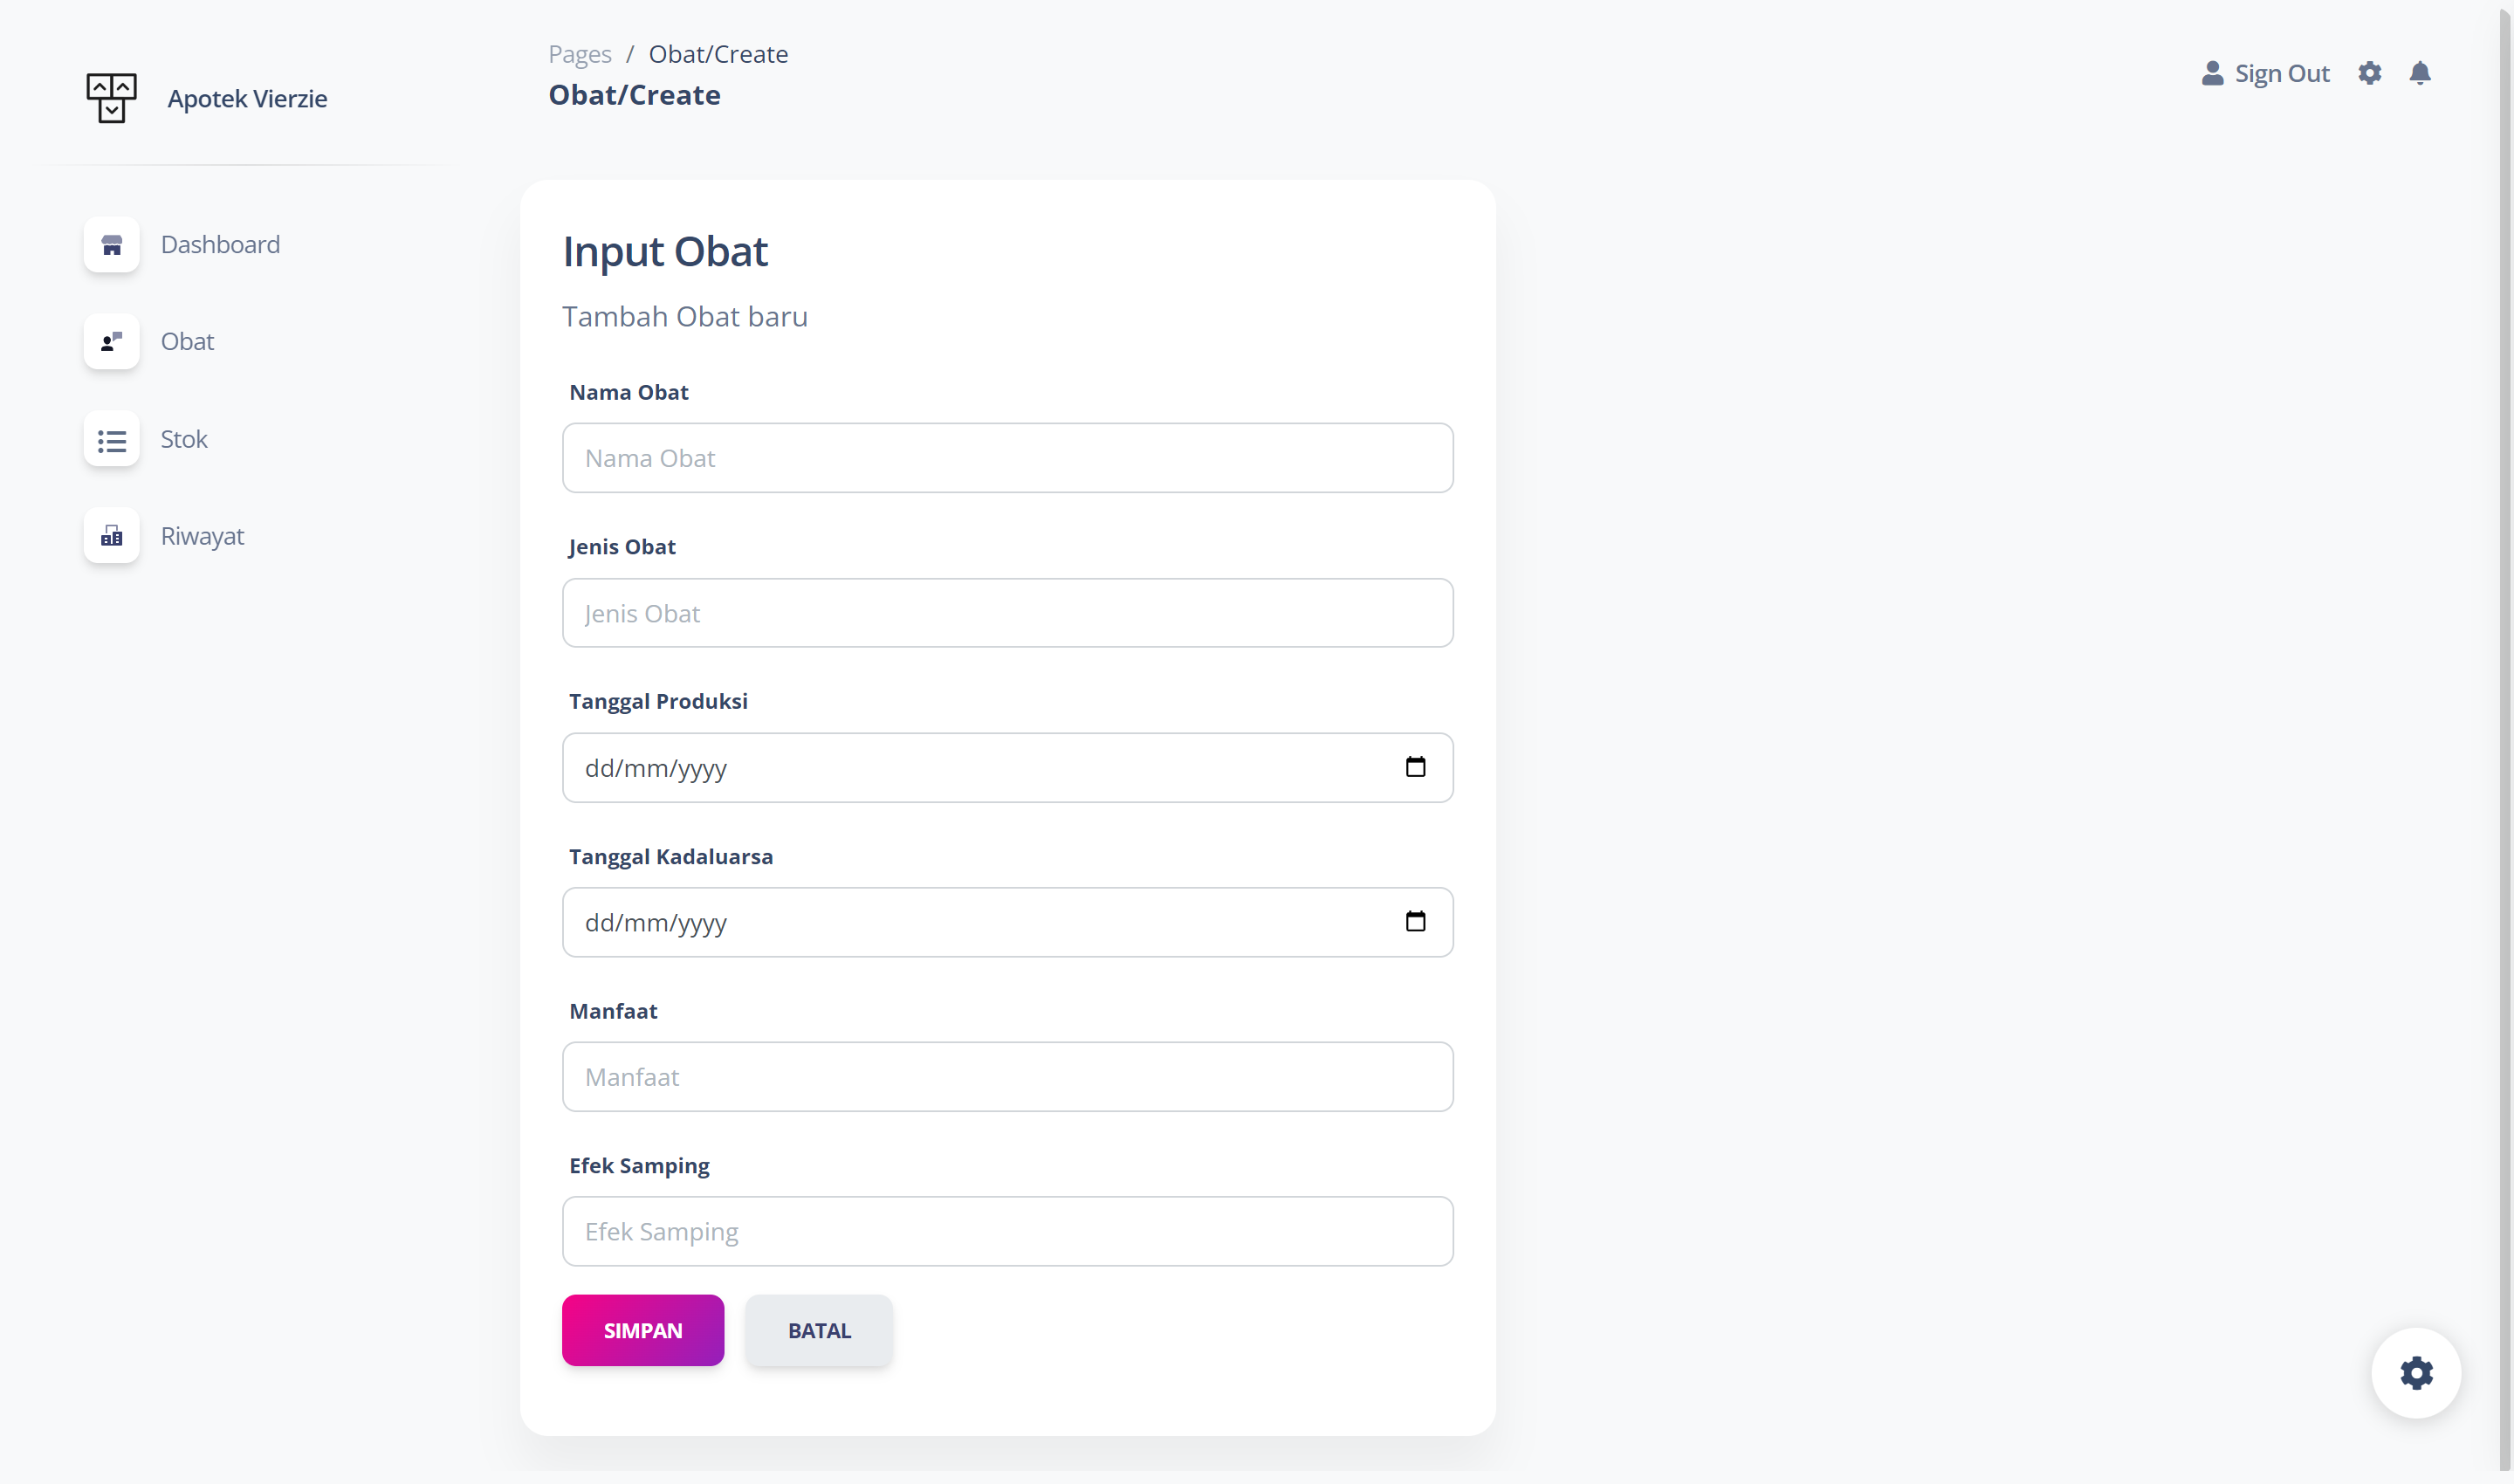 Apotek Vierzie
Dashboard
Obat
Stok
Riwayat
Pages / Obat/Create
Obat/Create
Sign Out
Input Obat
Tambah Obat baru
Nama Obat
Nama Obat
Jenis Obat
Jenis Obat
Tanggal Produksi
dd/mm/yyyy
Tanggal Kadaluarsa
dd/mm/yyyy
Manfaat
Manfaat
Efek Samping
Efek Samping
SIMPAN BATAL